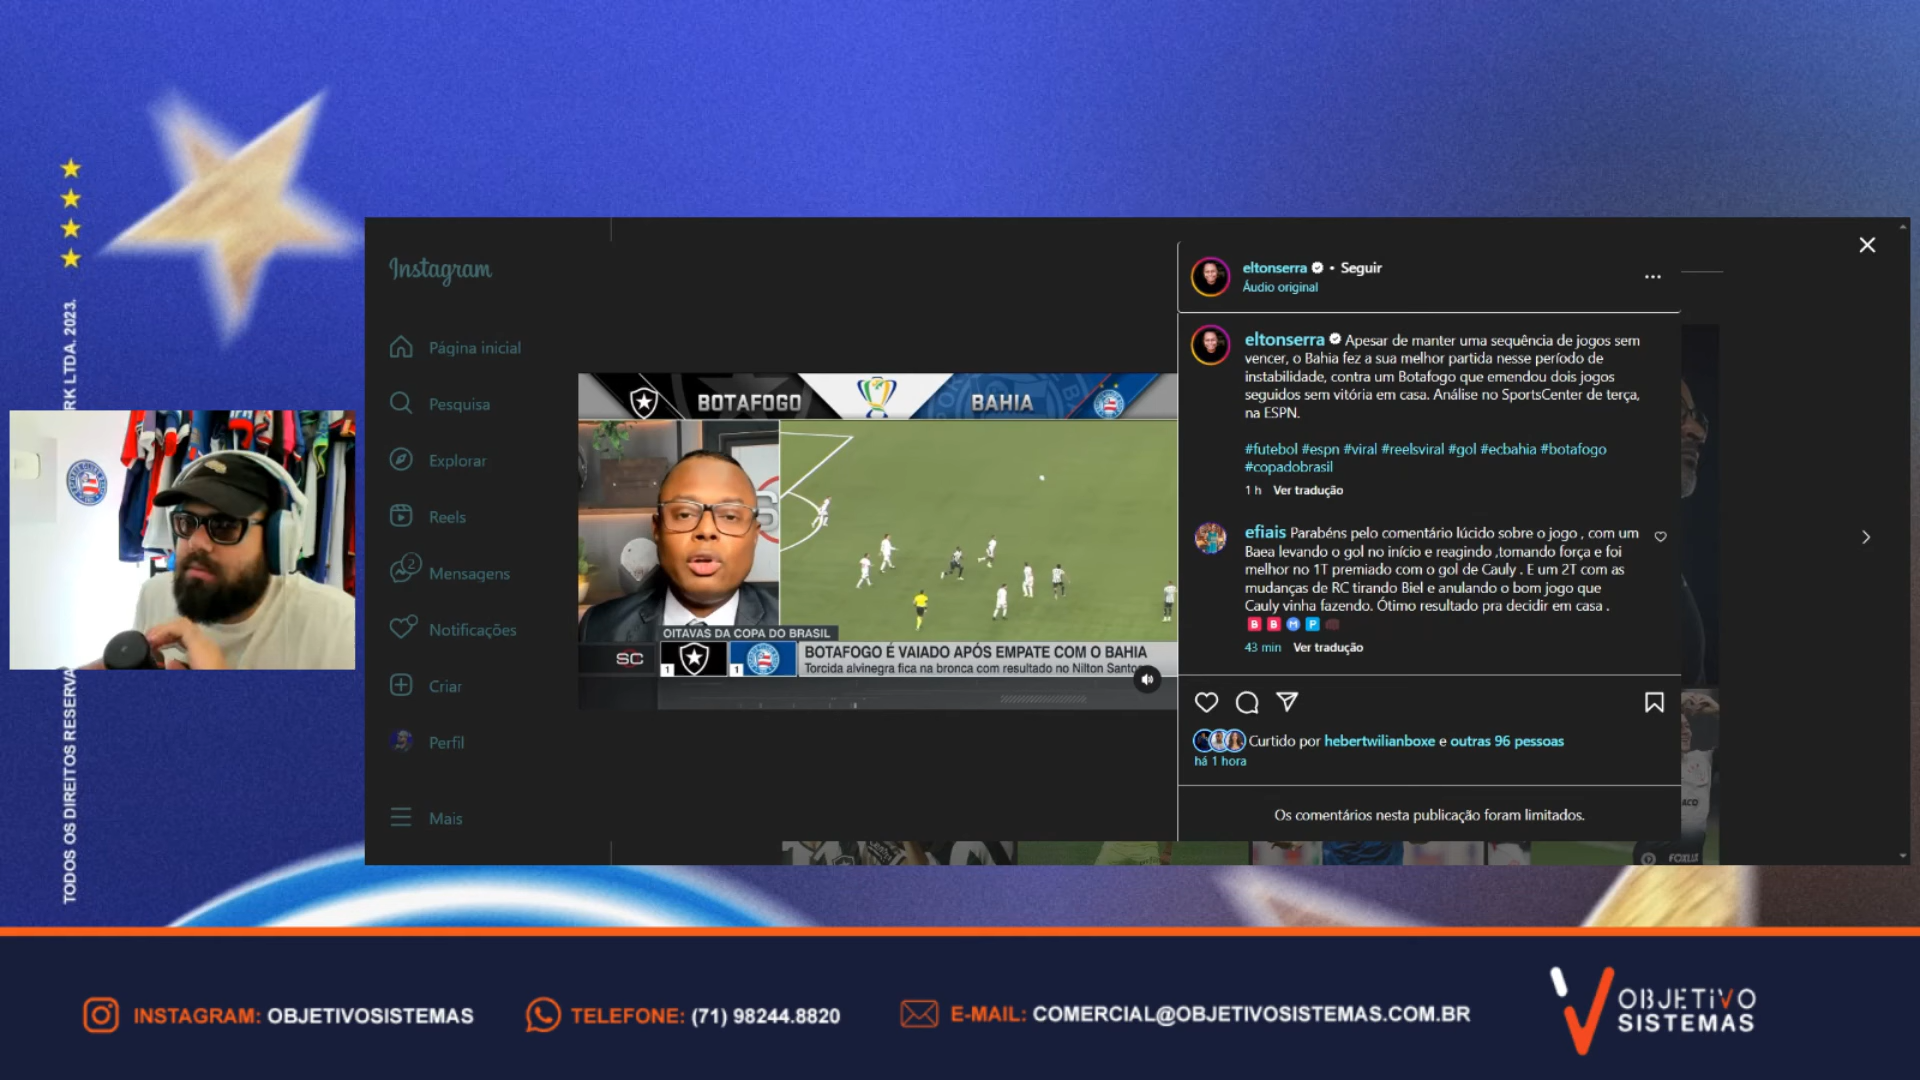 TODOS OS DIREITOS RESERVA
RK LTDA. 2023.
Instagram
Página inicial
Pesquisa
Explorar
Reels
2
Mensagens
Notificações
Criar
Perfil
Mais
BOTAFOGO
BAHIA
OITAVAS DA COPA DO BRASIL
SC
1
1
BOTAFOGO É VAIADO APÓS EMPATE COM O BAHIA
Torcida alvinegra fica na bronca com resultado no Nilton Santos
eltonserra • Seguir
Áudio original
eltonserra Apesar de manter uma sequência de jogos sem
vencer, o Bahia fez a sua melhor partida nesse período de
instabilidade, contra um Botafogo que emendou dois jogos
seguidos sem vitória em casa. Análise no SportsCenter de terça,
na ESPN.
#futebol #espn #viral #reelsviral #gol #ecbahia #botafogo
#copadobrasil
1 h Ver tradução
efiais Parabéns pelo comentário lúcido sobre o jogo , com um
Baea levando o gol no início e reagindo ,tomando força e foi
melhor no 1T premiado com o gol de Cauly . E um 2T com as
mudanças de RC tirando Biel e anulando o bom jogo que
Cauly vinha fazendo. Ótimo resultado pra decidir em casa .
B B M P
43 min Ver tradução
Curtido por hebertwilianboxe e outras 96 pessoas
há 1 hora
Os comentários nesta publicação foram limitados.
INSTAGRAM: OBJETIVOSISTEMAS
TELEFONE: (71) 98244.8820
E-MAIL: COMERCIAL@OBJETIVOSISTEMAS.COM.BR
OBJETIVO
SISTEMAS